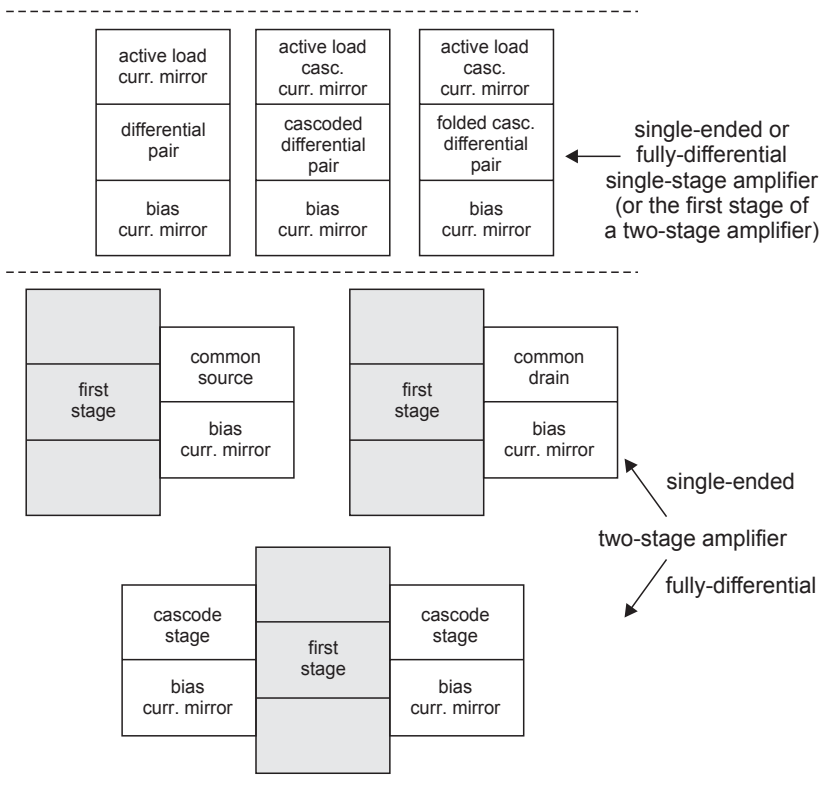 active load
curr. mirror
differential
pair
bias
curr. mirror
active load
casc.
curr. mirror
cascoded
differential
pair
bias
curr. mirror
active load
casc.
curr. mirror
folded casc.
differential
pair
bias
curr. mirror
single-ended or
fully-differential
single-stage amplifier
(or the first stage of
a two-stage amplifier)
first
stage
common
source
bias
curr. mirror
first
stage
common
drain
bias
curr. mirror
single-ended
two-stage amplifier
fully-differential
cascode
stage
bias
curr. mirror
first
stage
cascode
stage
bias
curr. mirror